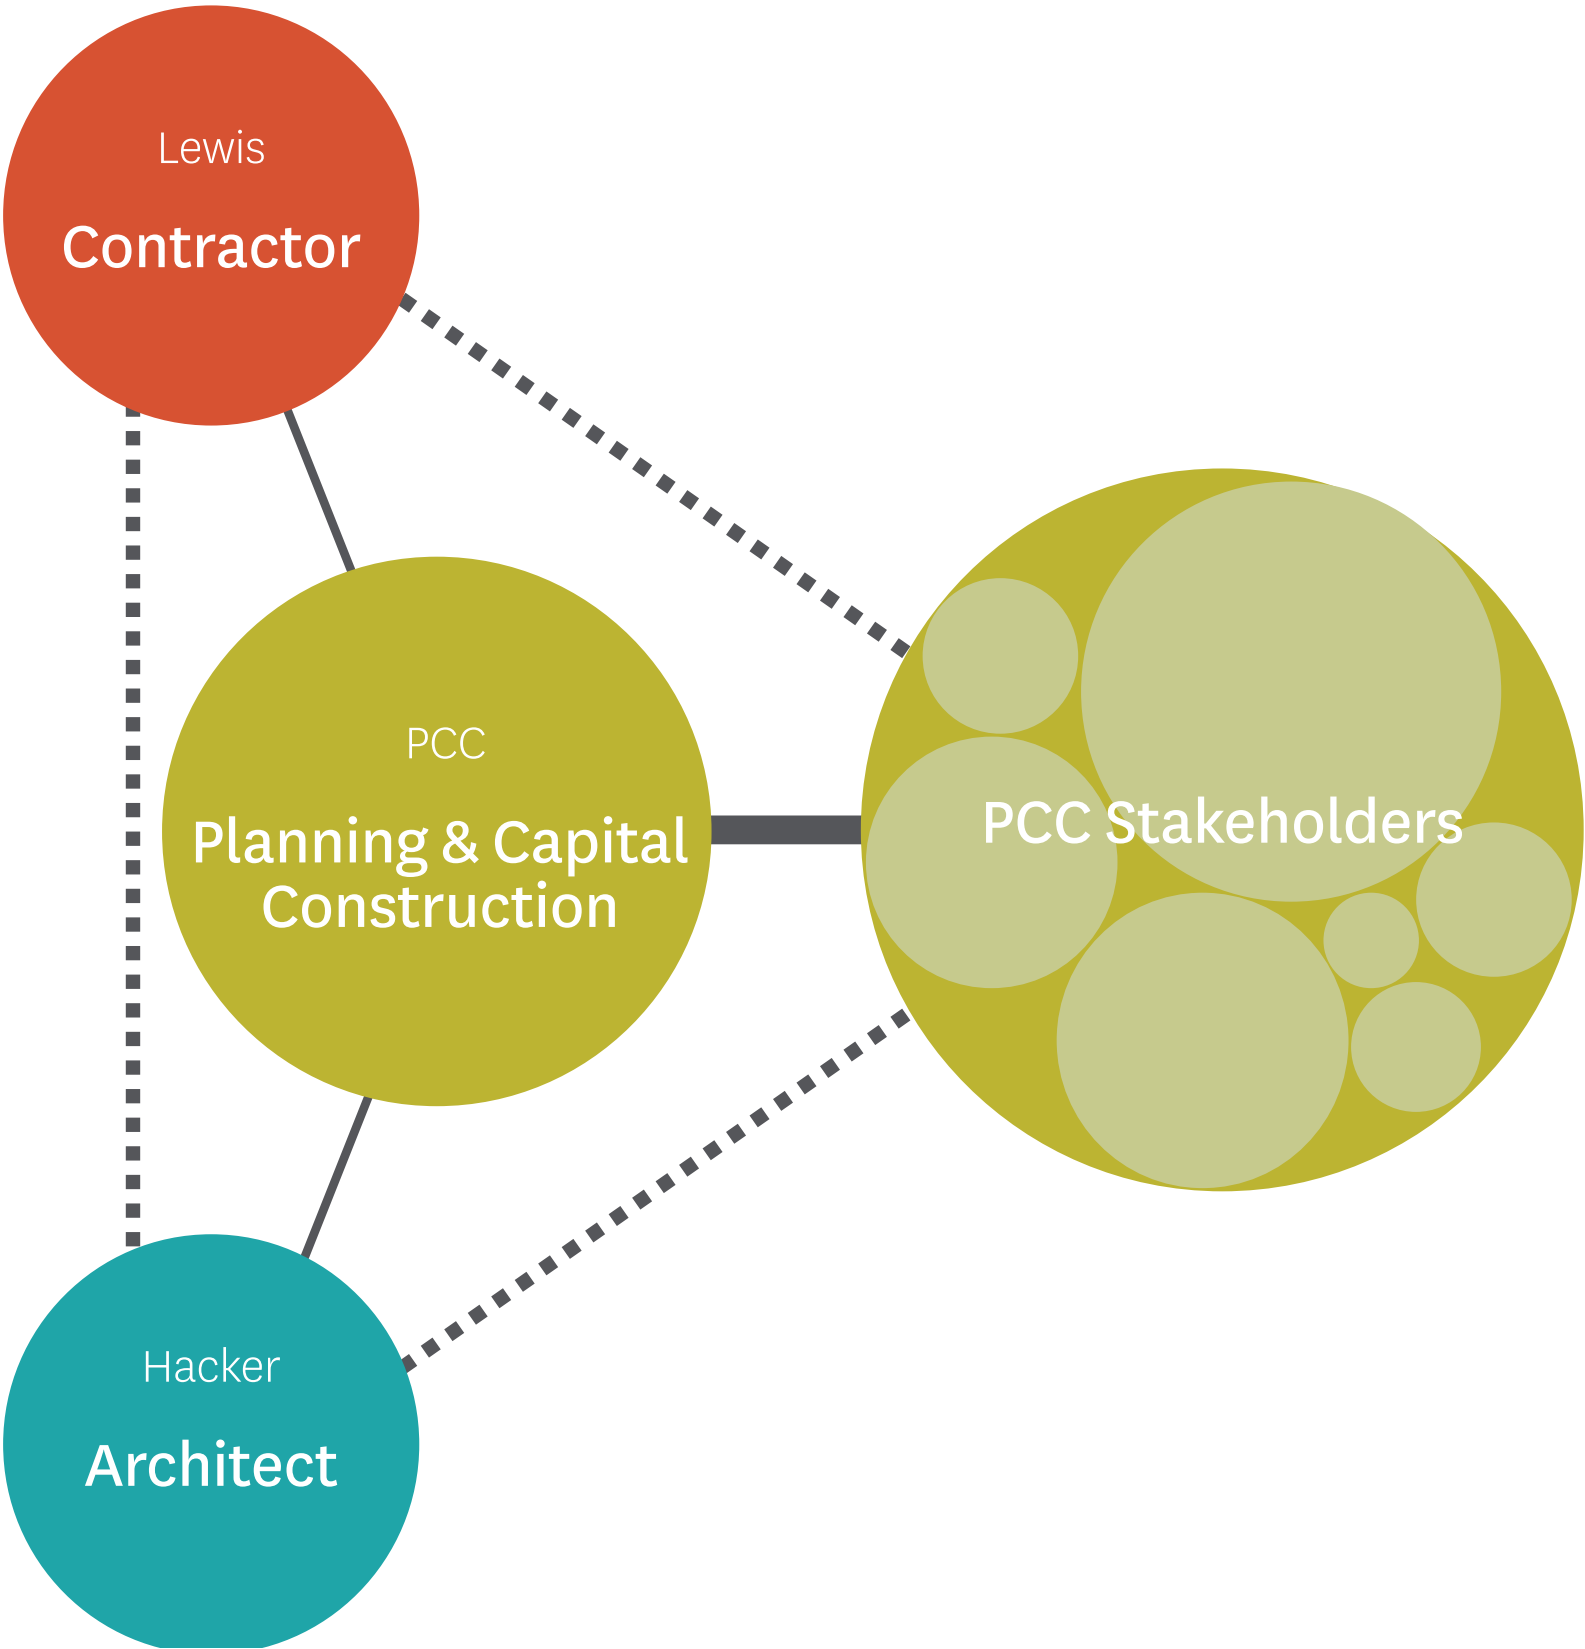 Lewis
Contractor
PCC
Planning & Capital
Construction
PCC Stakeholders
Hacker
Architect